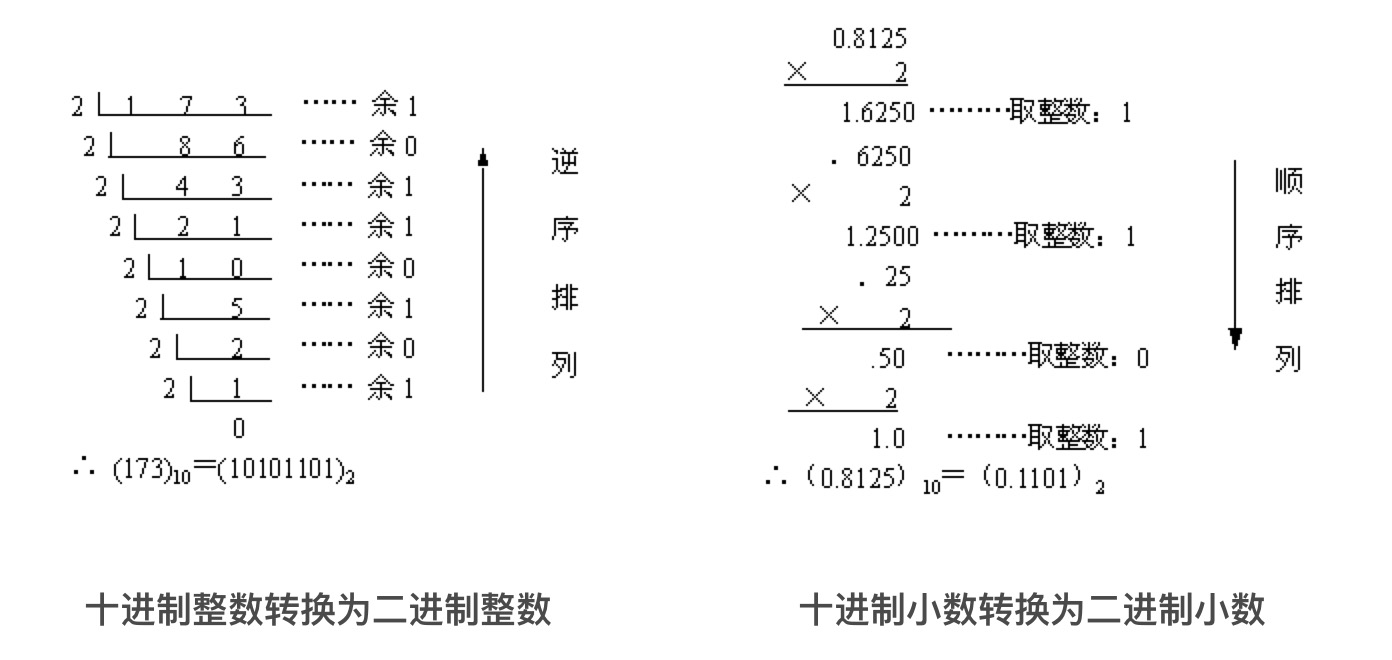 2 1 7 3 …… 余 1
2 8 6 …… 余 0
2 4 3 …… 余 1
2 2 1 …… 余 1
2 1 0 …… 余 0
2 5 …… 余 1
2 2 …… 余 0
2 1 …… 余 1
0
∴ (173)₁₀=(10101101)₂
逆
序
排
列
十进制整数转换为二进制整数
0.8125
× 2
1.6250 ………取整数：1
. 6250
× 2
1.2500 ………取整数：1
. 25
× 2
.50 ………取整数：0
× 2
1.0 ………取整数：1
∴（0.8125）₁₀=（0.1101）₂
顺
序
排
列
十进制小数转换为二进制小数